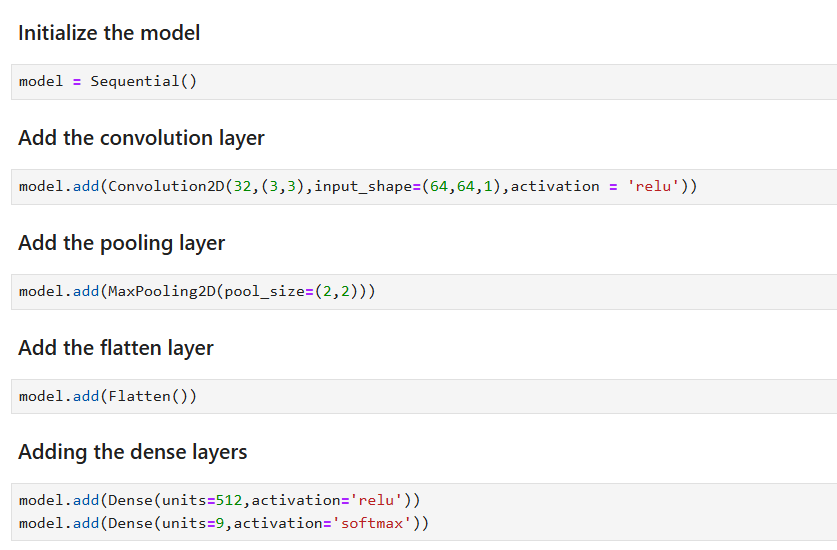 Initialize the model
model = Sequential()
Add the convolution layer
model.add(Convolution2D(32,(3,3),input_shape=(64,64,1),activation = 'relu'))
Add the pooling layer
model.add(MaxPooling2D(pool_size=(2,2)))
Add the flatten layer
model.add(Flatten())
Adding the dense layers
model.add(Dense(units=512,activation='relu'))
model.add(Dense(units=9,activation='softmax'))